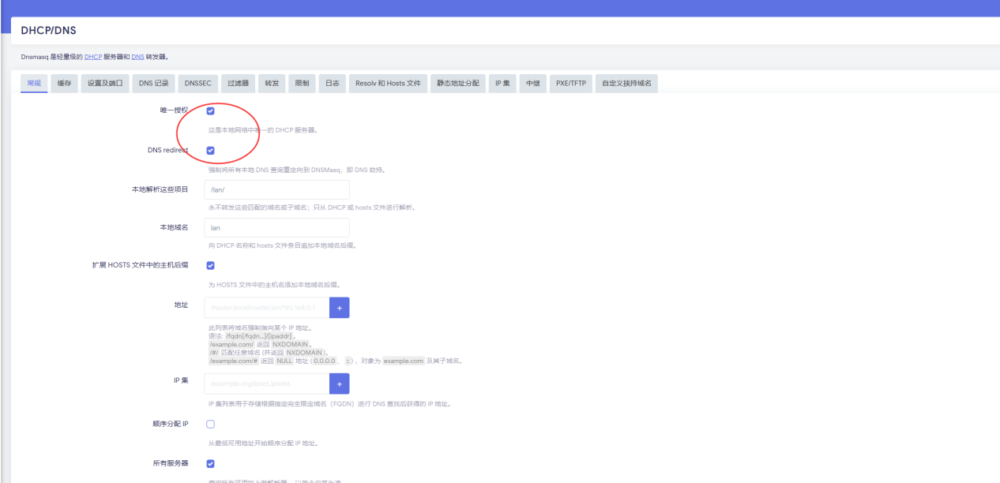 DHCP/DNS
Dnsmasq 是轻量级的 DHCP 服务器和 DNS 转发器。
常规 缓存 设置及端口 DNS 记录 DNSSEC 过滤器 转发 限制 日志 Resolv 和 Hosts 文件 静态地址分配 IP 集 中继 PXE/TFTP 自定义挟持域名
唯一授权
这是本地网络中唯一的 DHCP 服务器。
DNS redirect
强制将所有本地 DNS 查询重定向到 DNSMasq，即 DNS 劫持。
本地解析这些项目 /lan/
永不转发这些匹配的域名或子域名；只从 DHCP 或 hosts 文件进行解析。
本地域名 lan
向 DHCP 名称和 hosts 文件条目追加本地域名后缀。
扩展 HOSTS 文件中的主机后缀
为 HOSTS 文件中的主机名添加本地域名后缀。
地址 /router.local/router.lan/192.168.0.1 +
此列表将域名强制指向某个 IP 地址。
语法: /fqdn[/fqdn…]/[ipaddr] 。
/example.com/ 返回 NXDOMAIN 。
/#/ 匹配任意域名 (并返回 NXDOMAIN )。
/example.com/# 返回 NULL 地址 ( 0.0.0.0 、 :: ) ，对象为 example.com 及其子域名。
IP 集 /example.org/ipset,ipset6 +
IP 集列表用于存储根据指定完全限定域名（FQDN）进行 DNS 查找后获得的 IP 地址。
顺序分配 IP
从最低可用地址开始顺序分配 IP 地址。
所有服务器